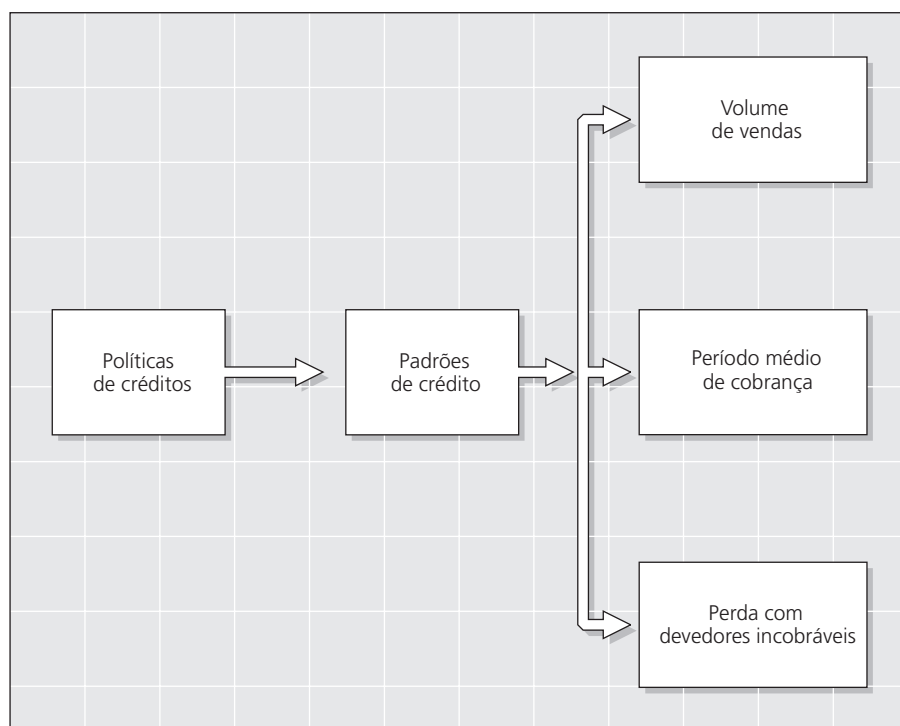 Políticas
de créditos
Padrões
de crédito
Volume
de vendas
Período médio
de cobrança
Perda com
devedores incobráveis